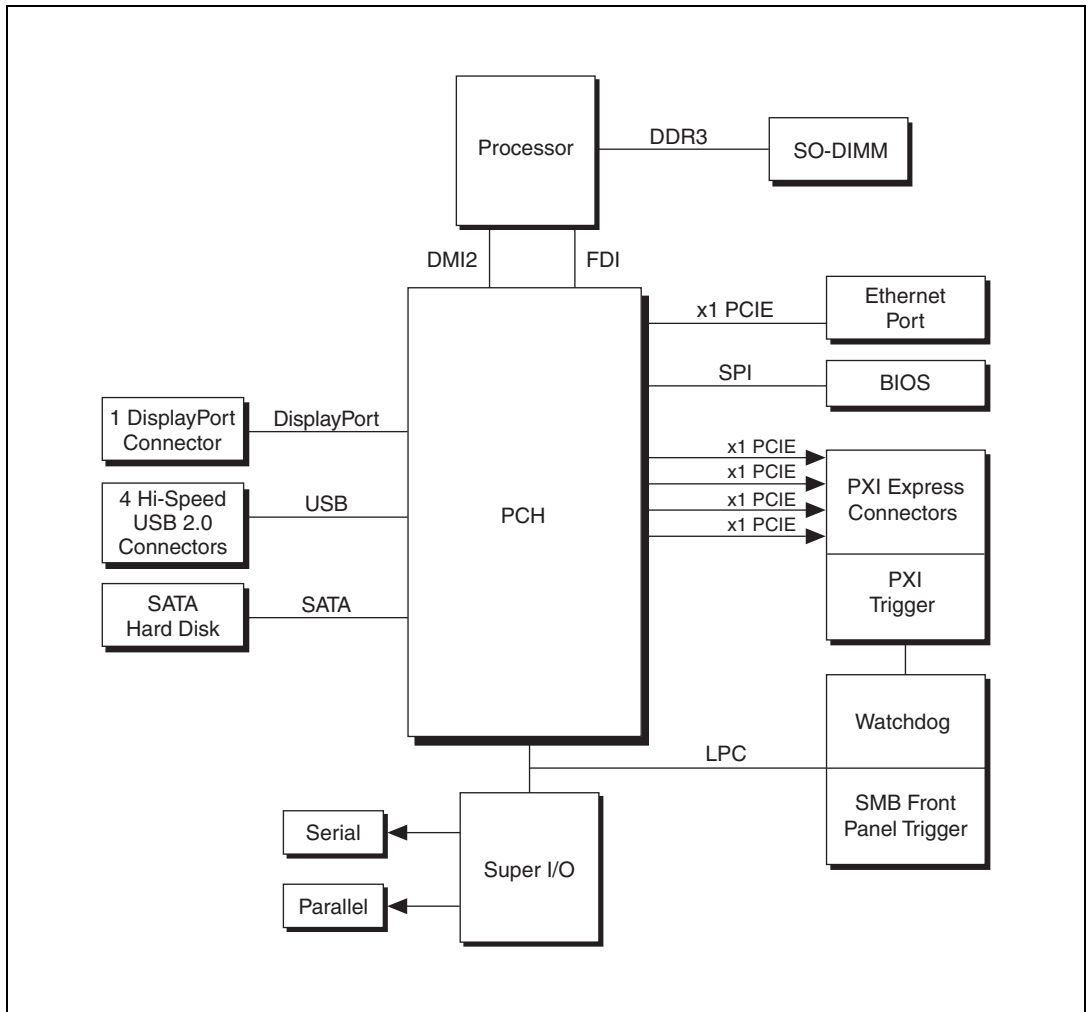 Processor
DDR3
SO-DIMM
DMI2
FDI
x1 PCIE
Ethernet
Port
SPI
BIOS
1 DisplayPort
Connector
DisplayPort
4 Hi-Speed
USB 2.0
Connectors
USB
SATA
Hard Disk
SATA
PCH
x1 PCIE
x1 PCIE
x1 PCIE
x1 PCIE
PXI Express
Connectors
PXI
Trigger
Watchdog
LPC
SMB Front
Panel Trigger
Serial
Parallel
Super I/O